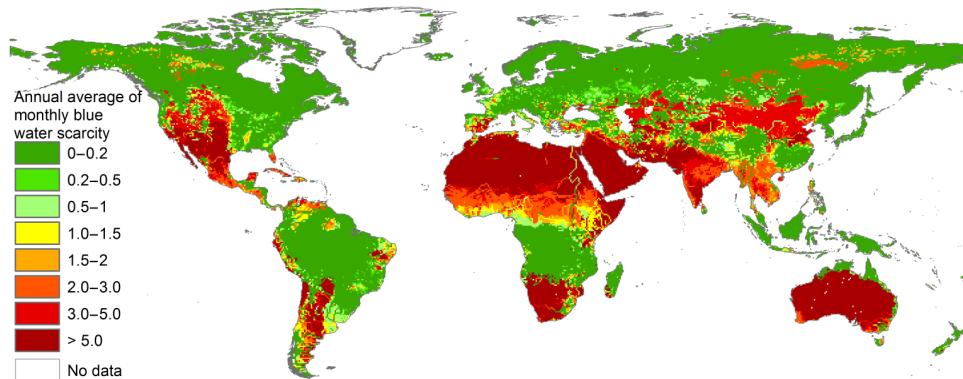 Annual average of
monthly blue
water scarcity
0–0.2
0.2–0.5
0.5–1
1.0–1.5
1.5–2
2.0–3.0
3.0–5.0
> 5.0
No data